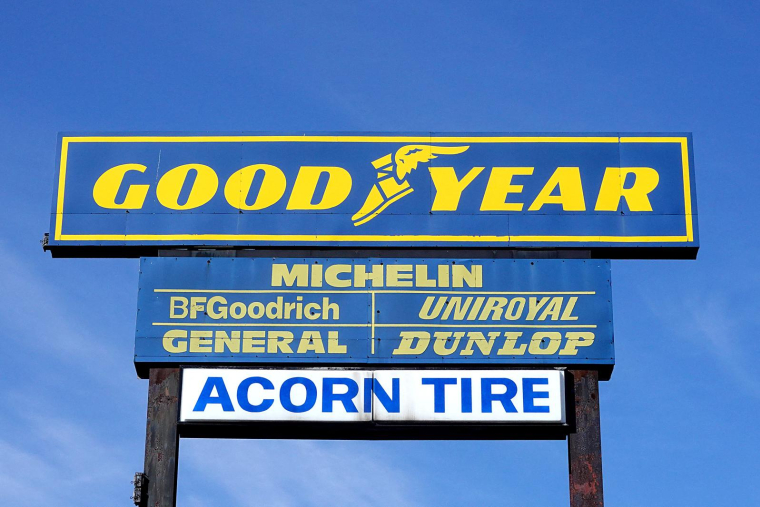 GOOD YEAR
MICHELIN
BFGoodrich UNIROYAL
GENERAL DUNLOP
ACORN TIRE